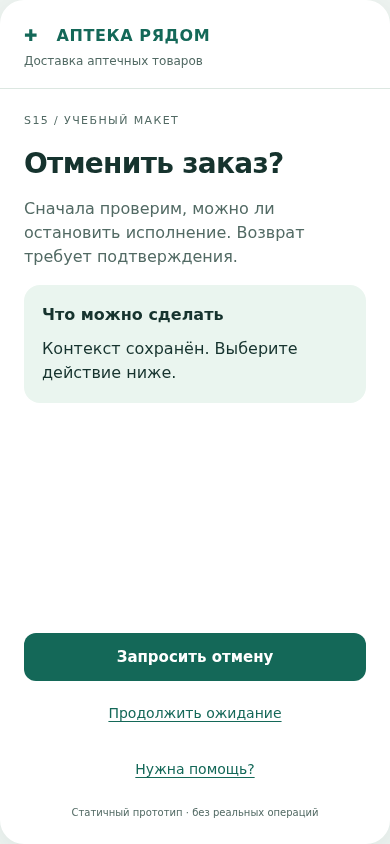 ✚ АПТЕКА РЯДОМ
Доставка аптечных товаров
S15 / УЧЕБНЫЙ МАКЕТ
Отменить заказ?
Сначала проверим, можно ли
остановить исполнение. Возврат
требует подтверждения.
Что можно сделать
Контекст сохранён. Выберите
действие ниже.
Запросить отмену
Продолжить ожидание
Нужна помощь?
Статичный прототип · без реальных операций